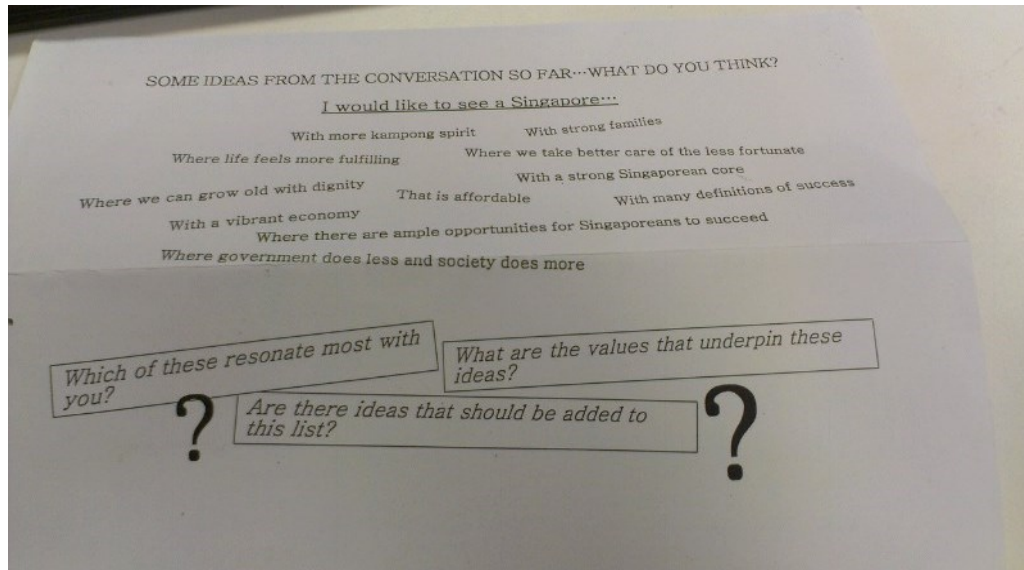 SOME IDEAS FROM THE CONVERSATION SO FAR…WHAT DO YOU THINK?
I would like to see a Singapore…
With more kampong spirit
With strong families
Where life feels more fulfilling
Where we take better care of the less fortunate
With a strong Singaporean core
Where we can grow old with dignity
That is affordable
With many definitions of success
With a vibrant economy
Where there are ample opportunities for Singaporeans to succeed
Where government does less and society does more
Which of these resonate most with
you?
What are the values that underpin these
ideas?
?
Are there ideas that should be added to
this list?
?